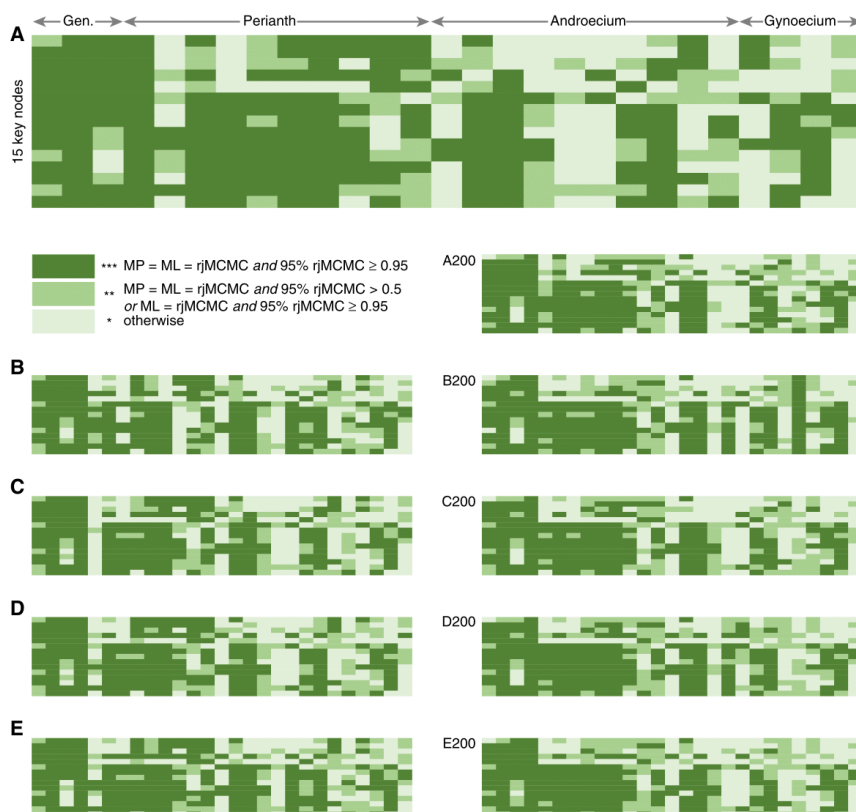 Gen. Perianth Androecium Gynoecium
A
15 key nodes
*** MP = ML = rjMCMC and 95% rjMCMC ≥ 0.95
** MP = ML = rjMCMC and 95% rjMCMC > 0.5
or ML = rjMCMC and 95% rjMCMC ≥ 0.95
* otherwise
A200
B
B200
C
C200
D
D200
E
E200